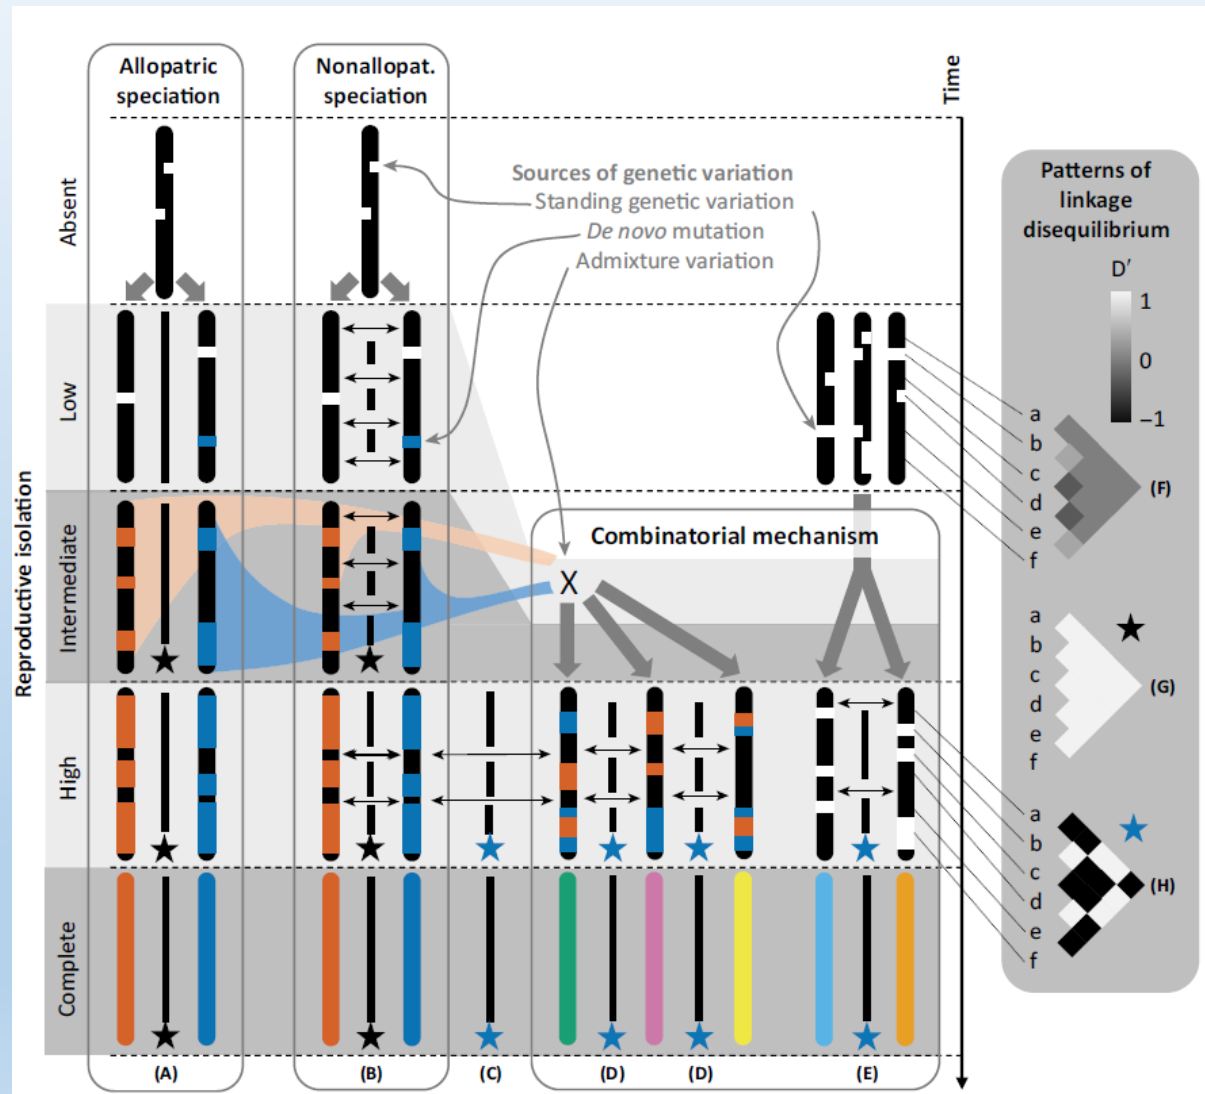 Allopatric
speciation
Nonallopat.
speciation
Time
Sources of genetic variation
Standing genetic variation
De novo mutation
Admixture variation
Patterns of
linkage
disequilibrium
D′
1
0
−1
Reproductive isolation
Absent
Low
Intermediate
High
Complete
Combinatorial mechanism
X
a
b
c
d
e
f
(F)
a
b
c
d
e
f
(G)
a
b
c
d
e
f
(H)
(A)
(B)
(C)
(D)
(D)
(E)